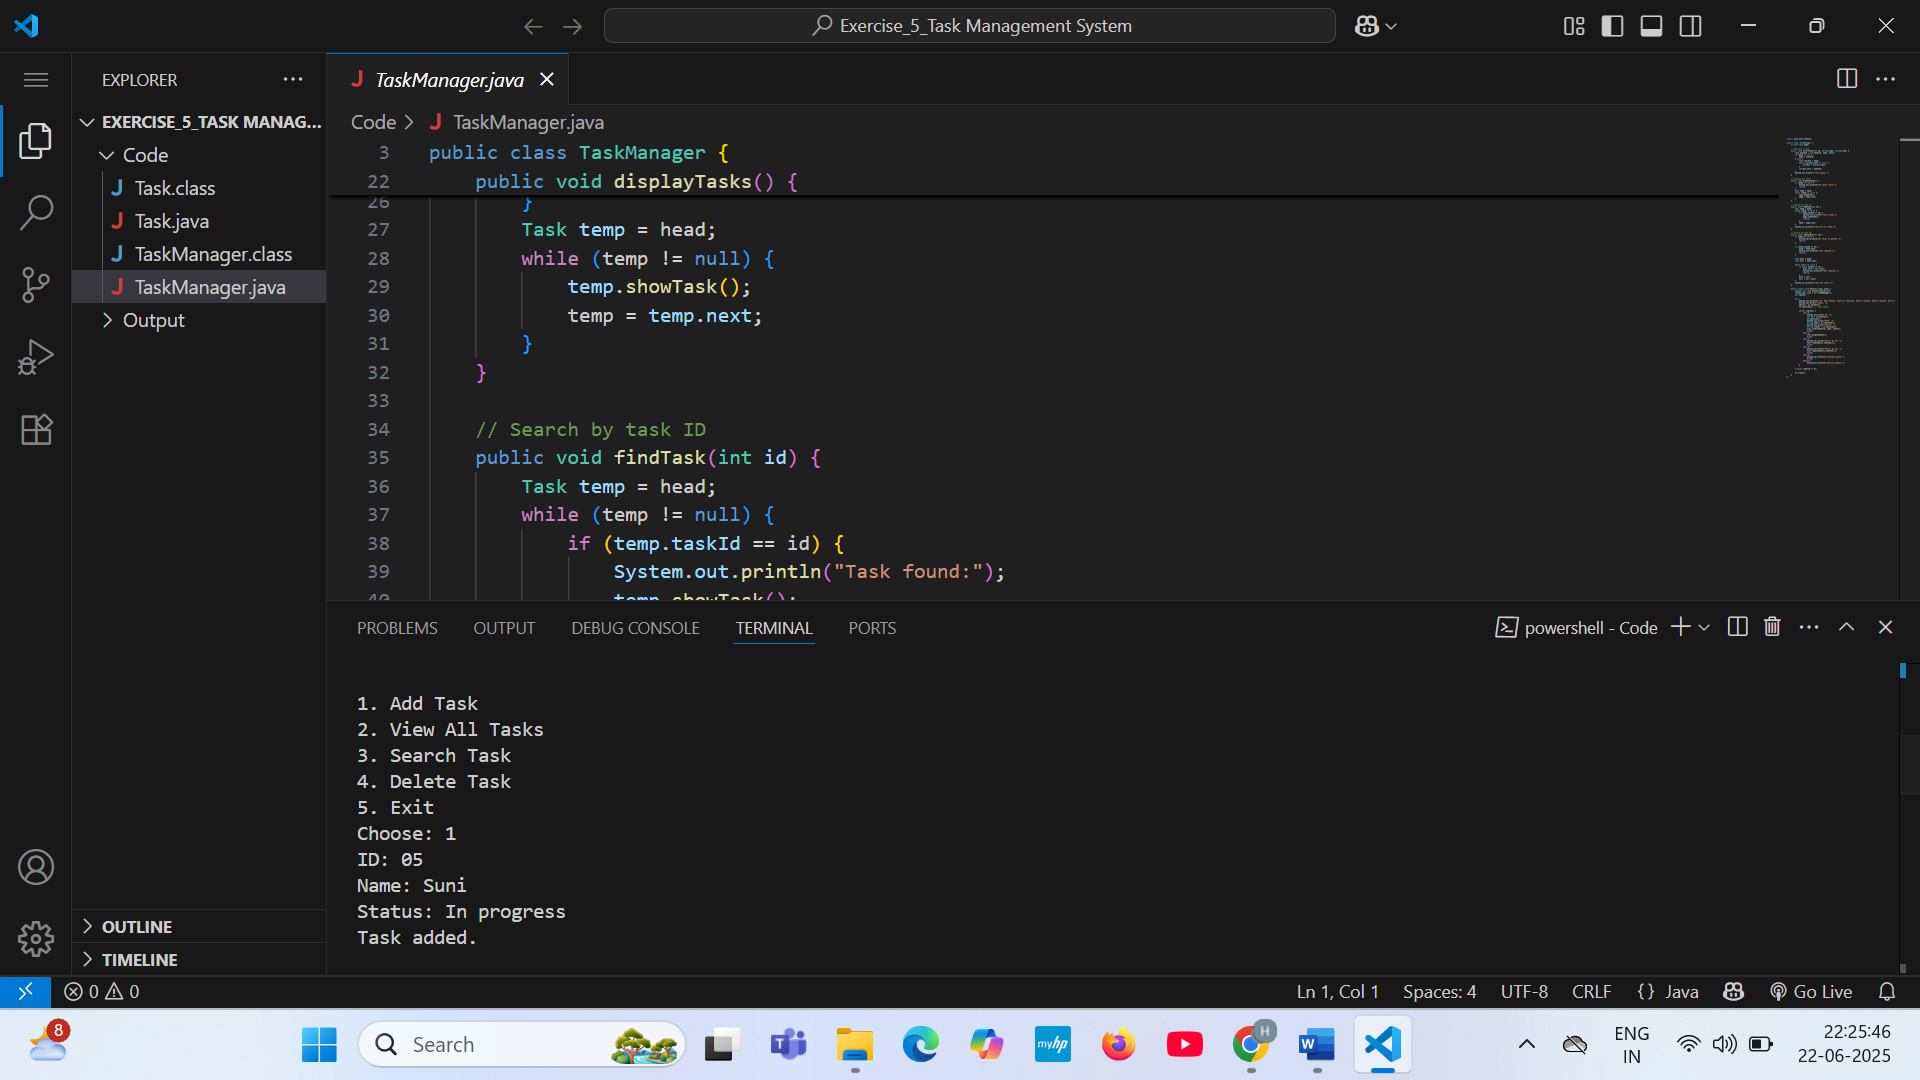 Exercise_5_Task Management System
EXPLORER
EXERCISE_5_TASK MANAG...
Code
Task.class
Task.java
TaskManager.class
TaskManager.java
Output
OUTLINE
TIMELINE
TaskManager.java
Code > TaskManager.java
3 public class TaskManager {
22 public void displayTasks() {
26 }
27 Task temp = head;
28 while (temp != null) {
29 temp.showTask();
30 temp = temp.next;
31 }
32 }
33
34 // Search by task ID
35 public void findTask(int id) {
36 Task temp = head;
37 while (temp != null) {
38 if (temp.taskId == id) {
39 System.out.println("Task found:");
40 temp.showTask();
PROBLEMS OUTPUT DEBUG CONSOLE TERMINAL PORTS
powershell - Code
1. Add Task
2. View All Tasks
3. Search Task
4. Delete Task
5. Exit
Choose: 1
ID: 05
Name: Suni
Status: In progress
Task added.
0 0
Ln 1, Col 1 Spaces: 4 UTF-8 CRLF {} Java Go Live
8
Search
T
myhp
H
W
ENG
IN
22:25:46
22-06-2025